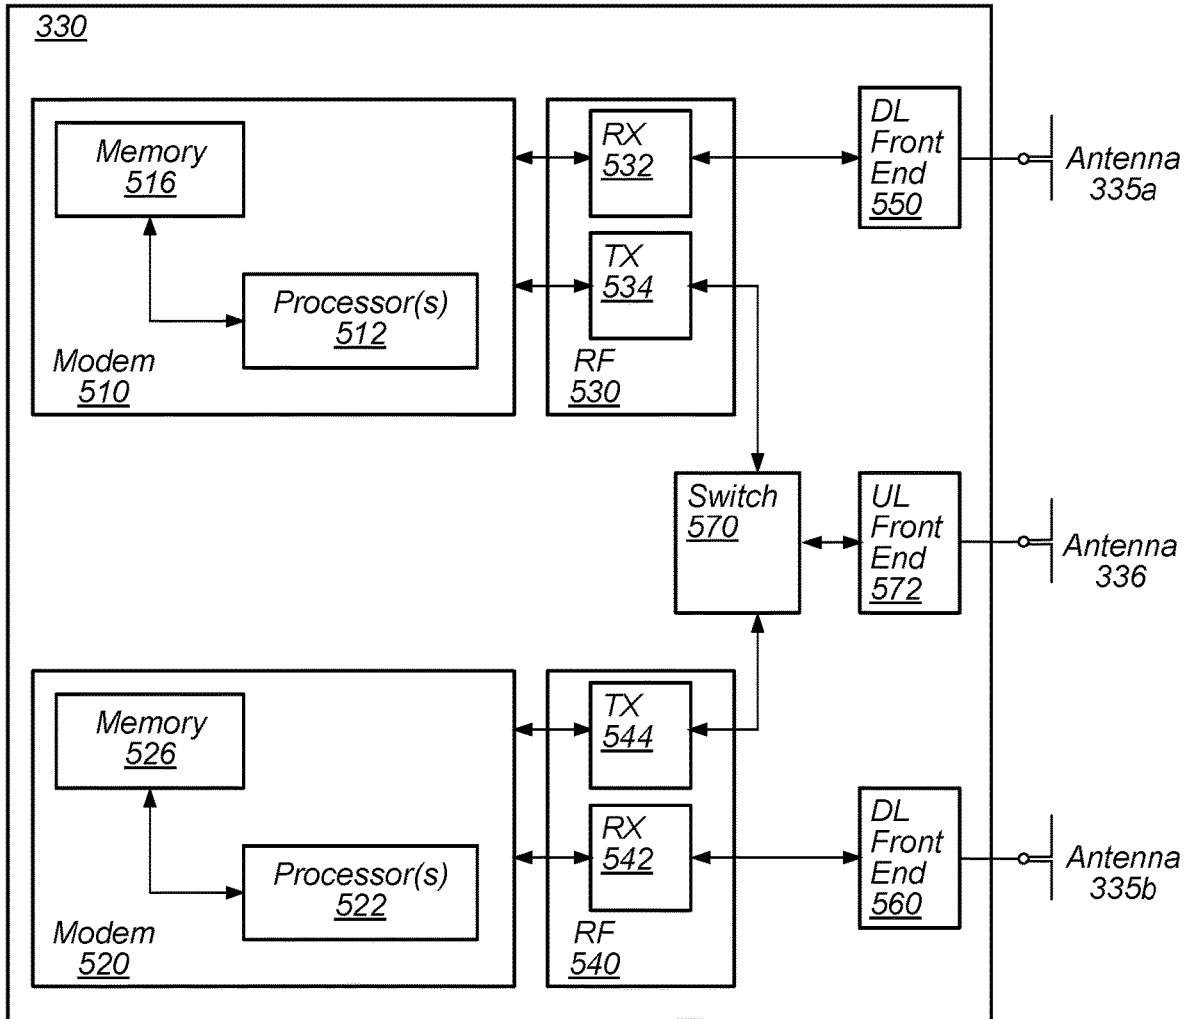 330
Memory
516
Processor(s)
512
Modem
510
RX
532
TX
534
RF
530
DL
Front
End
550
Antenna
335a
Switch
570
UL
Front
End
572
Antenna
336
Memory
526
Processor(s)
522
Modem
520
TX
544
RX
542
RF
540
DL
Front
End
560
Antenna
335b